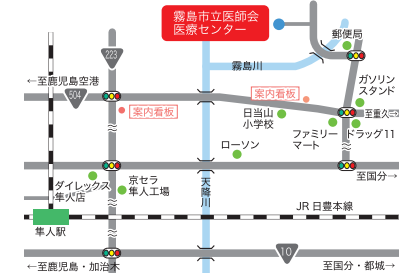 霧島市立医師会
医療センター
郵便局
223
霧島川
ガソリン
スタンド
←至鹿児島空港
504
案内看板
案内看板
日当山
小学校
至重久→
ファミリー
マート
ドラッグ11
ローソン
至国分→
ダイレックス
隼人店
京セラ
隼人工場
天降川
JR日豊本線
隼人駅
10
←至鹿児島・加治木
至国分・都城→